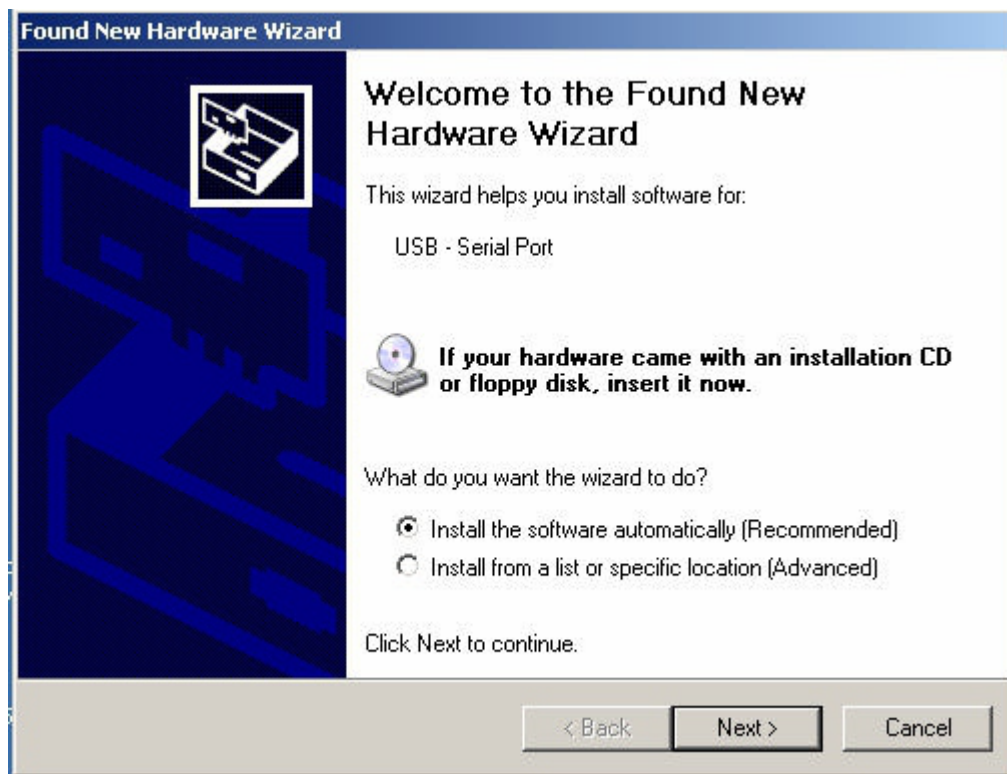 Found New Hardware Wizard
Welcome to the Found New
Hardware Wizard
This wizard helps you install software for:
USB - Serial Port
If your hardware came with an installation CD
or floppy disk, insert it now.
What do you want the wizard to do?
Install the software automatically (Recommended)
Install from a list or specific location (Advanced)
Click Next to continue.
< Back
Next >
Cancel